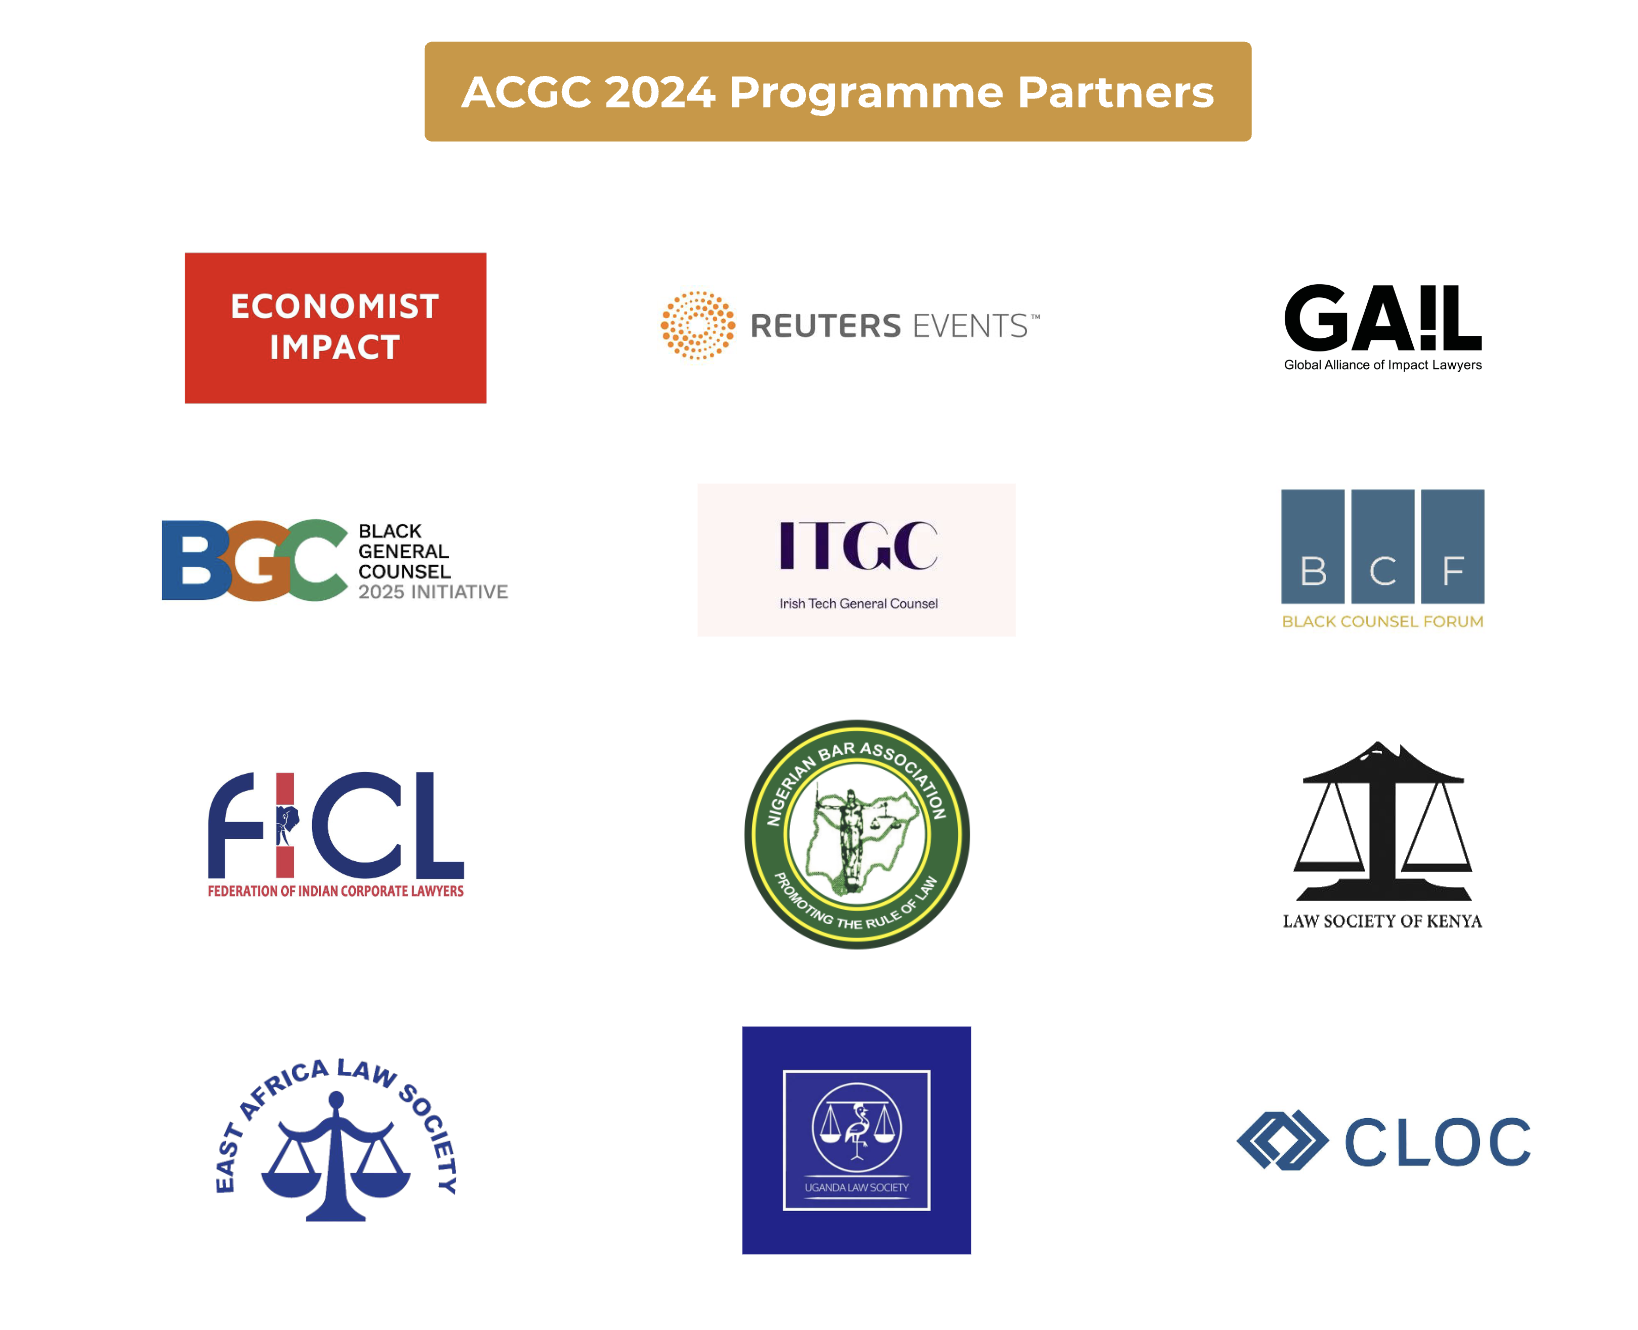 ACGC 2024 Programme Partners
ECONOMIST
IMPACT
REUTERS EVENTS™
GA!L
Global Alliance of Impact Lawyers
BGC
BLACK
GENERAL
COUNSEL
2025 INITIATIVE
ITGC
Irish Tech General Counsel
B C F
BLACK COUNSEL FORUM
FICL
FEDERATION OF INDIAN CORPORATE LAWYERS
NIGERIAN BAR ASSOCIATION
PROMOTING THE RULE OF LAW
LAW SOCIETY OF KENYA
EAST AFRICA LAW SOCIETY
UGANDA LAW SOCIETY
CLOC